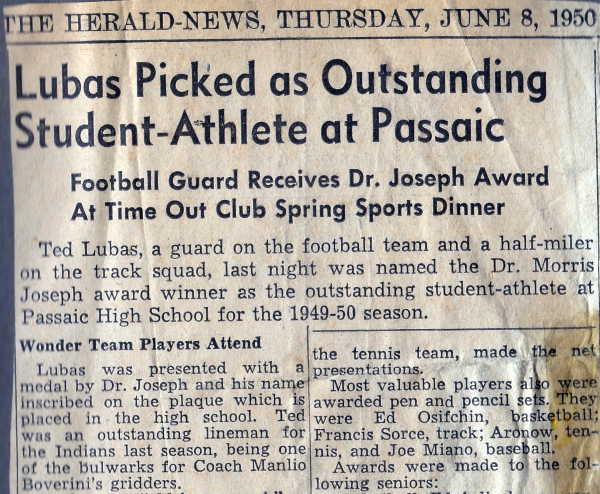 THE HERALD-NEWS, THURSDAY, JUNE 8, 1950
Lubas Picked as Outstanding
Student-Athlete at Passaic
Football Guard Receives Dr. Joseph Award
At Time Out Club Spring Sports Dinner
Ted Lubas, a guard on the football team and a half-miler
on the track squad, last night was named the Dr. Morris
Joseph award winner as the outstanding student-athlete at
Passaic High School for the 1949-50 season.
Wonder Team Players Attend
Lubas was presented with a
medal by Dr. Joseph and his name
inscribed on the plaque which is
placed in the high school. Ted
was an outstanding lineman for
the Indians last season, being one
of the bulwarks for Coach Manlio
Boverini's gridders.
the tennis team, made the net
presentations.
Most valuable players also were
awarded pen and pencil sets. They
were Ed Osifchin, basketball;
Francis Sorce, track; Aronow, ten-
nis, and Joe Miano, baseball.
Awards were made to the fol-
lowing seniors: